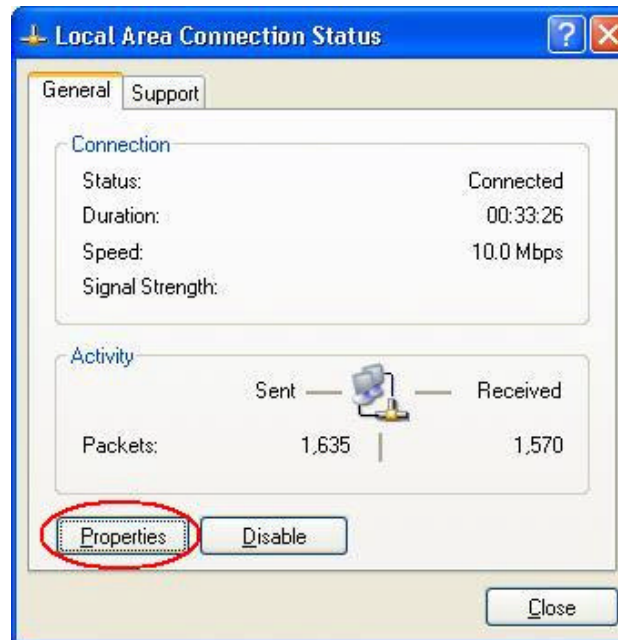 Local Area Connection Status
General Support
Connection
Status: Connected
Duration: 00:33:26
Speed: 10.0 Mbps
Signal Strength:
Activity
Sent Received
Packets: 1,635 1,570
Properties Disable
Close